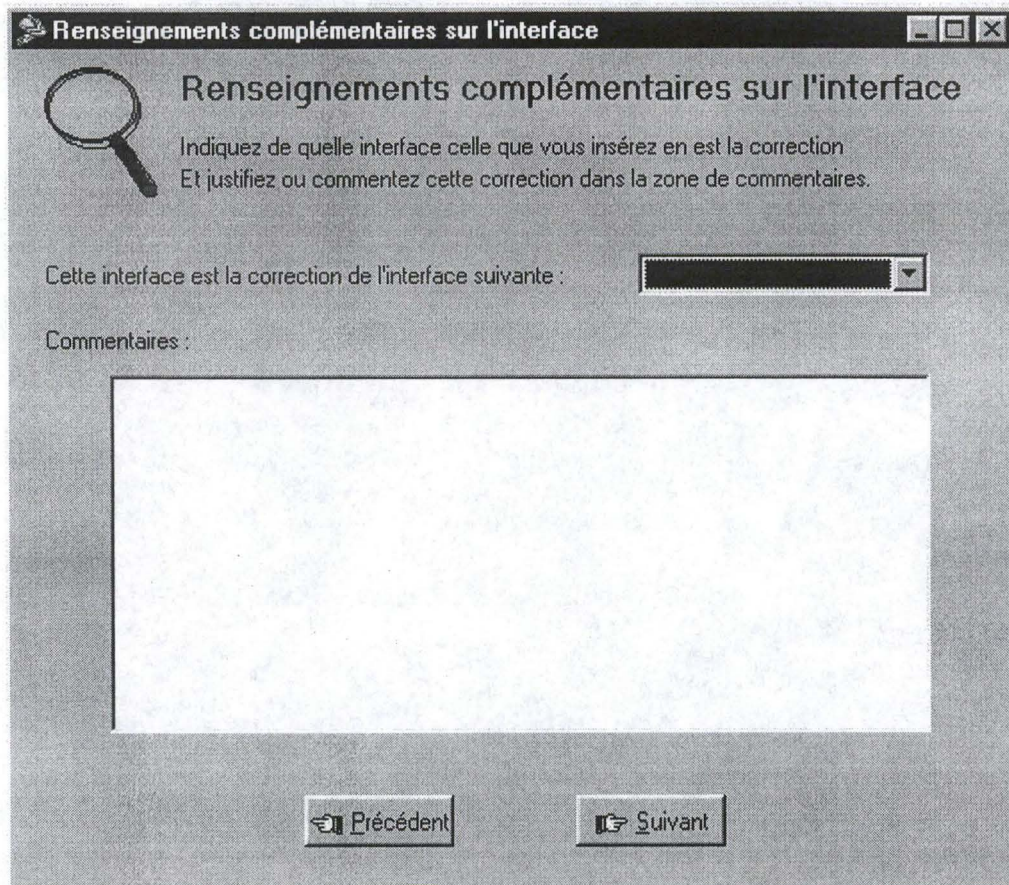 Renseignements complémentaires sur l'interface
Renseignements complémentaires sur l'interface
Indiquez de quelle interface celle que vous insérez en est la correction
Et justifiez ou commentez cette correction dans la zone de commentaires.
Cette interface est la correction de l'interface suivante :
Commentaires :
Précédent
Suivant